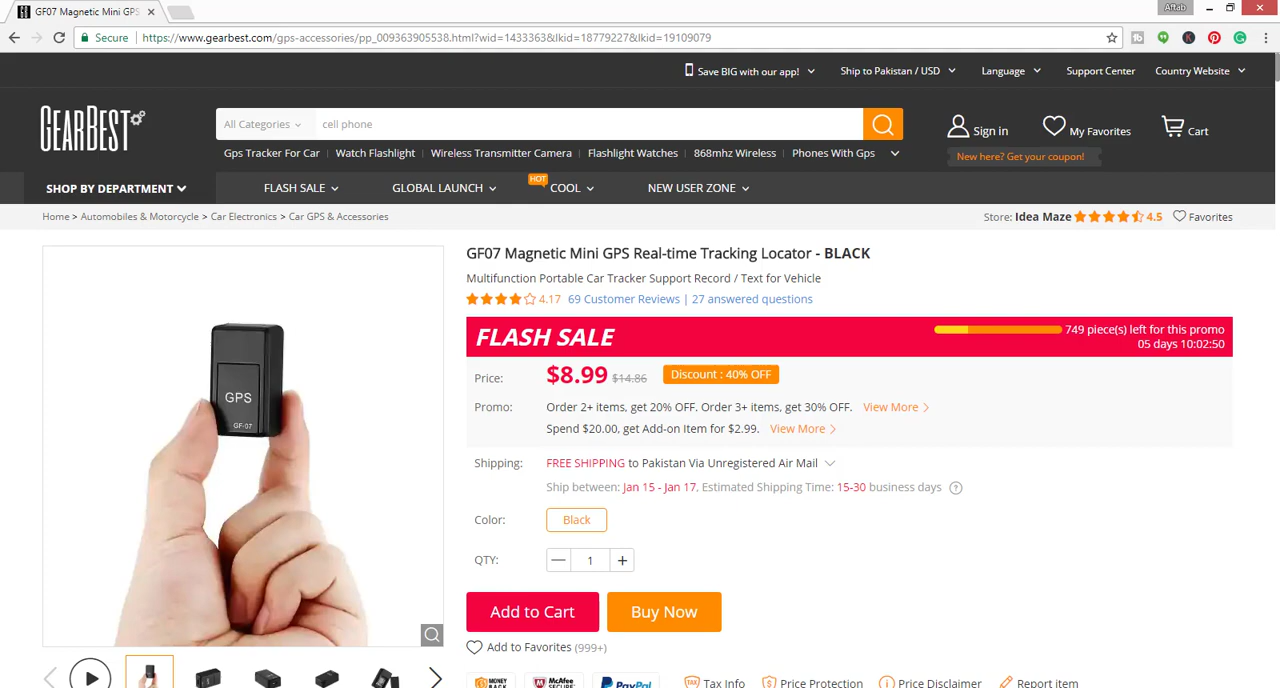 GF07 Magnetic Mini GPS
Aftab
Secure
https://www.gearbest.com/gps-accessories/pp_009363905538.html?wid=1433363&lkid=18779227&lkid=19109079
Save BIG with our app!
Ship to Pakistan / USD
Language
Support Center
Country Website
GEARBEST
All Categories
cell phone
Sign in
My Favorites
Cart
Gps Tracker For Car
Watch Flashlight
Wireless Transmitter Camera
Flashlight Watches
868mhz Wireless
Phones With Gps
New here? Get your coupon!
SHOP BY DEPARTMENT
FLASH SALE
GLOBAL LAUNCH
HOT
COOL
NEW USER ZONE
Home > Automobiles & Motorcycle > Car Electronics > Car GPS & Accessories
Store: Idea Maze 4.5
Favorites
GF07 Magnetic Mini GPS Real-time Tracking Locator - BLACK
Multifunction Portable Car Tracker Support Record / Text for Vehicle
4.17 69 Customer Reviews | 27 answered questions
FLASH SALE
749 piece(s) left for this promo
05 days 10:02:50
Price: $8.99 $14.86 Discount : 40% OFF
Promo: Order 2+ items, get 20% OFF. Order 3+ items, get 30% OFF. View More >
Spend $20.00, get Add-on Item for $2.99. View More >
Shipping: FREE SHIPPING to Pakistan Via Unregistered Air Mail
Ship between: Jan 15 - Jan 17. Estimated Shipping Time: 15-30 business days ?
Color: Black
QTY: — 1 +
Add to Cart
Buy Now
Add to Favorites (999+)
GPS
GF-07
MONEY BACK
McAfee SECURE
PayPal
Tax Info
Price Protection
Price Disclaimer
Report item